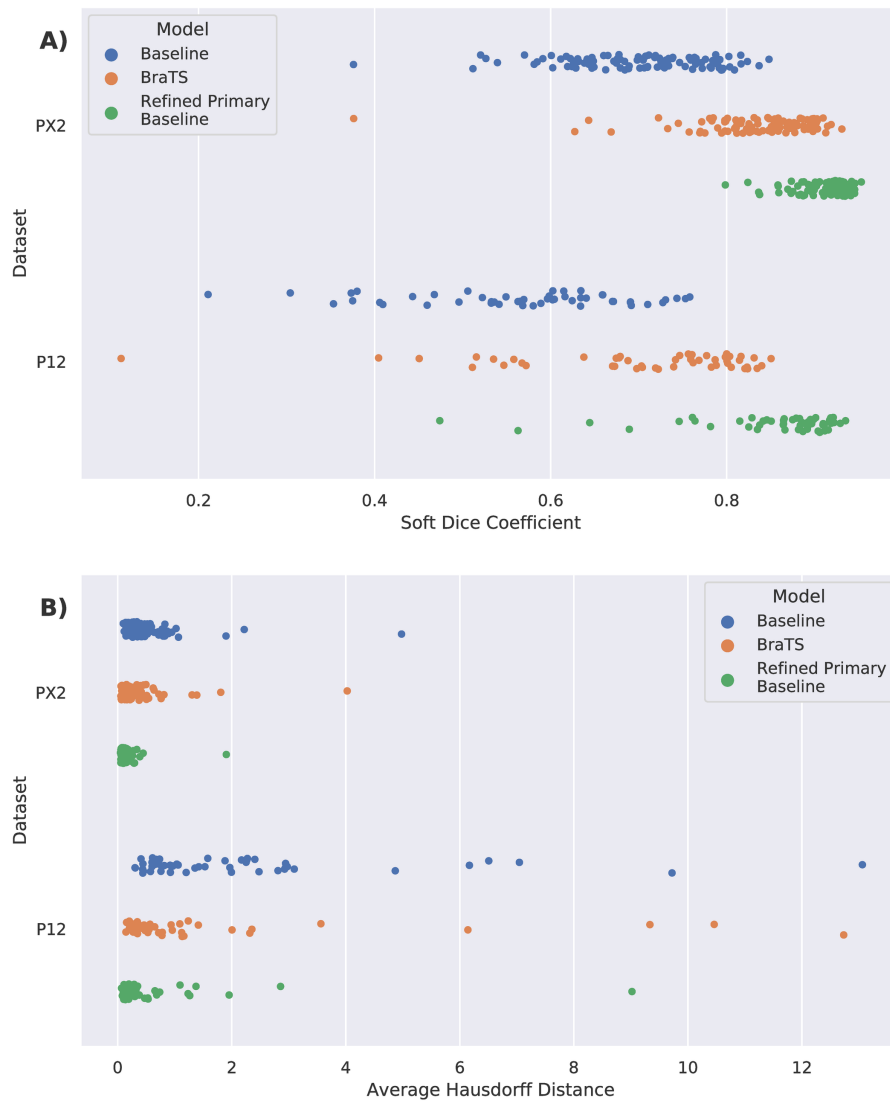 A)
Model
Baseline
BraTS
Refined Primary
Baseline
PX2
Dataset
P12
0.2 0.4 0.6 0.8
Soft Dice Coefficient
B)
Model
Baseline
BraTS
Refined Primary
Baseline
PX2
Dataset
P12
0 2 4 6 8 10 12
Average Hausdorff Distance